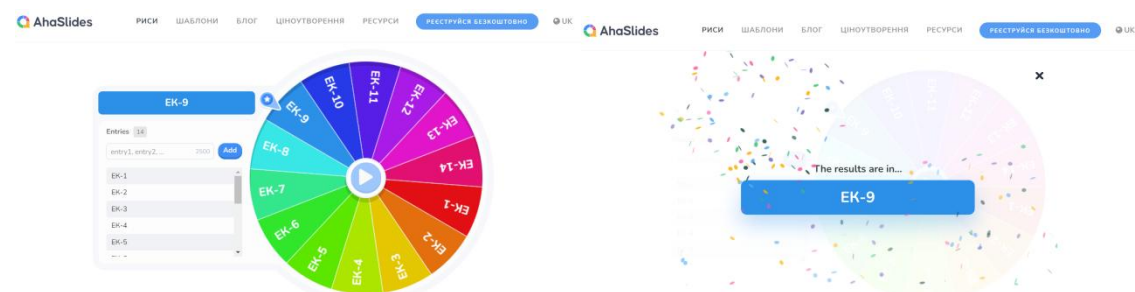 AhaSlides
РИСИ ШАБЛОНИ БЛОГ ЦІНОУТВОРЕННЯ РЕСУРСИ РЕЄСТРУЙСЯ БЕЗКОШТОВНО UK
ЕК-9
Entries 14
entry1, entry2, ... 2500 Add
ЕК-1
ЕК-2
ЕК-3
ЕК-4
ЕК-5
ЕК-9
ЕК-10
ЕК-11
ЕК-12
ЕК-13
ЕК-14
ЕК-1
ЕК-2
ЕК-3
ЕК-4
ЕК-5
ЕК-6
ЕК-7
ЕК-8
AhaSlides
РИСИ ШАБЛОНИ БЛОГ ЦІНОУТВОРЕННЯ РЕСУРСИ РЕЄСТРУЙСЯ БЕЗКОШТОВНО UK
The results are in...
ЕК-9